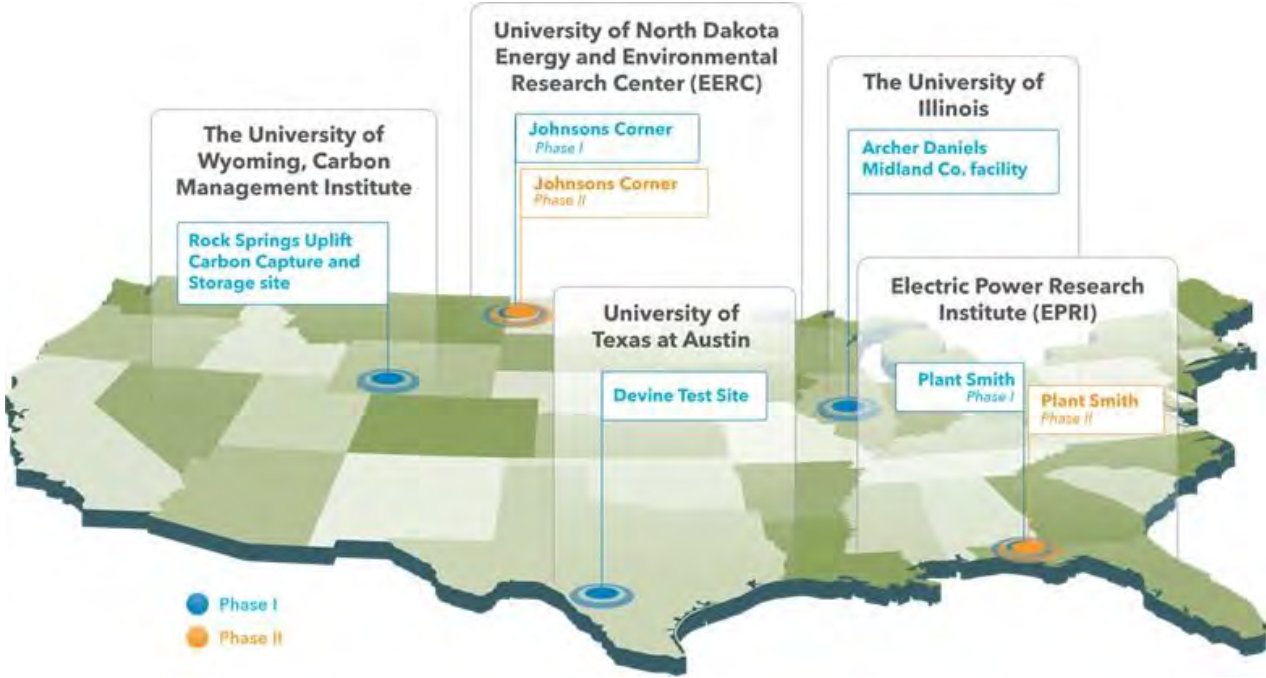 University of North Dakota
Energy and Environmental
Research Center (EERC)
Johnsons Corner
Phase I
Johnsons Corner
Phase II
The University of
Illinois
Archer Daniels
Midland Co. facility
The University of
Wyoming, Carbon
Management Institute
Rock Springs Uplift
Carbon Capture and
Storage site
University of
Texas at Austin
Devine Test Site
Electric Power Research
Institute (EPRI)
Plant Smith
Phase I
Plant Smith
Phase II
Phase I
Phase II